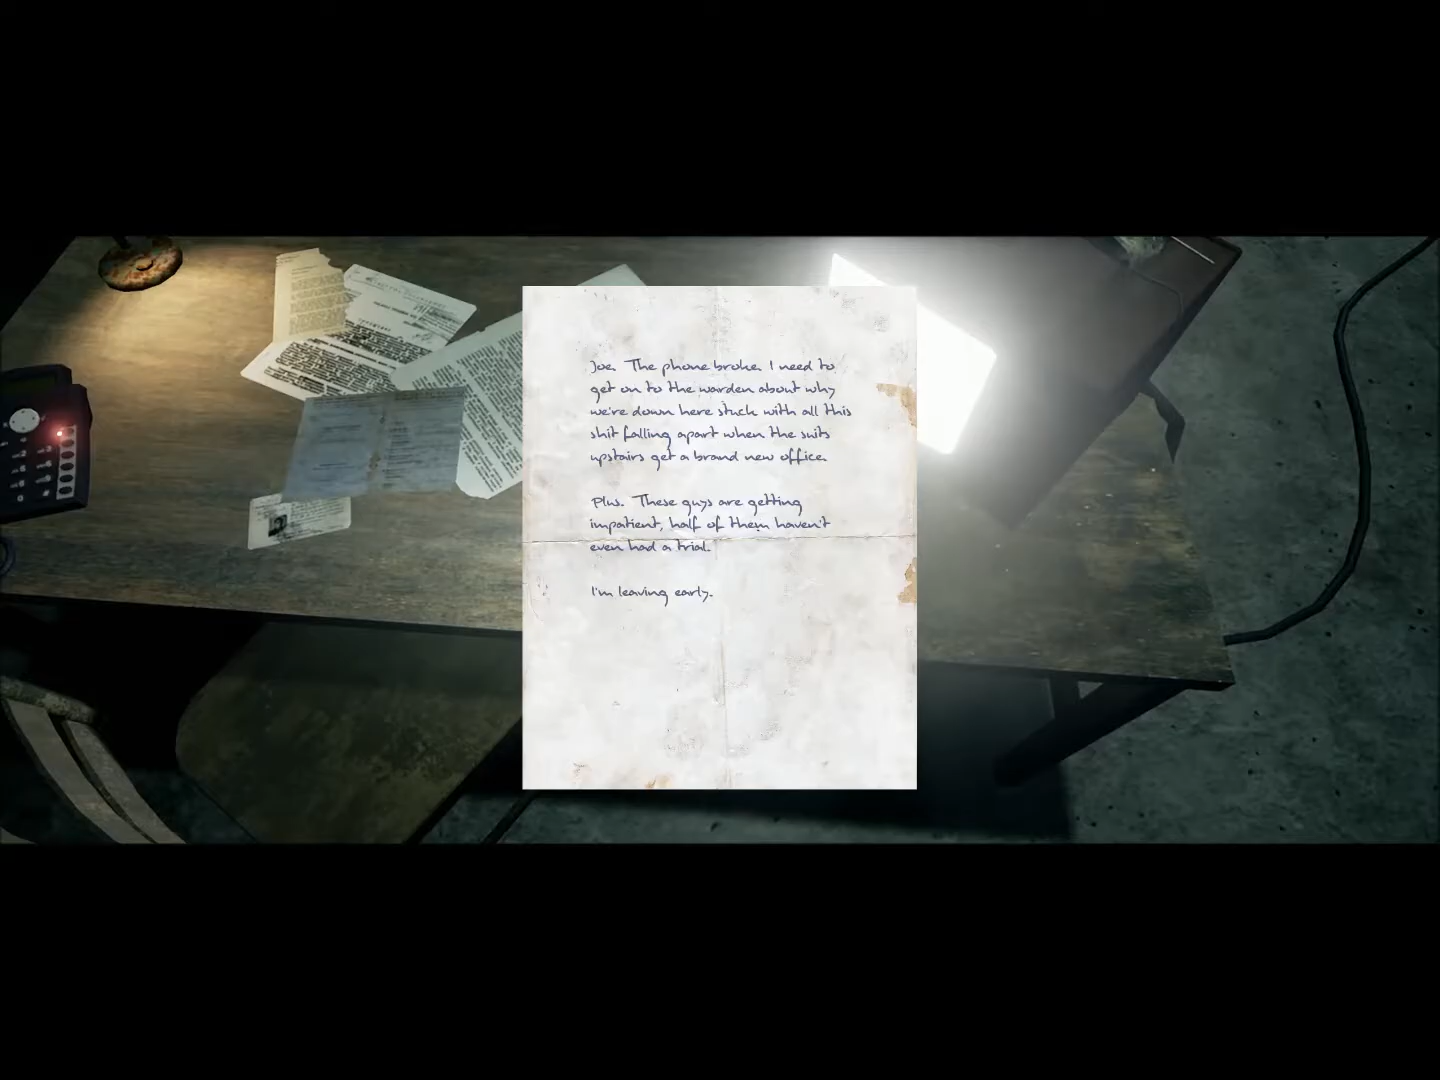 Joe. The phone broke. I need to
get on to the warden about why
we're down here stuck with all this
shit falling apart when the suits
upstairs get a brand new office.
Plus. These guys are getting
impatient, half of them haven't
even had a trial.
I'm leaving early.